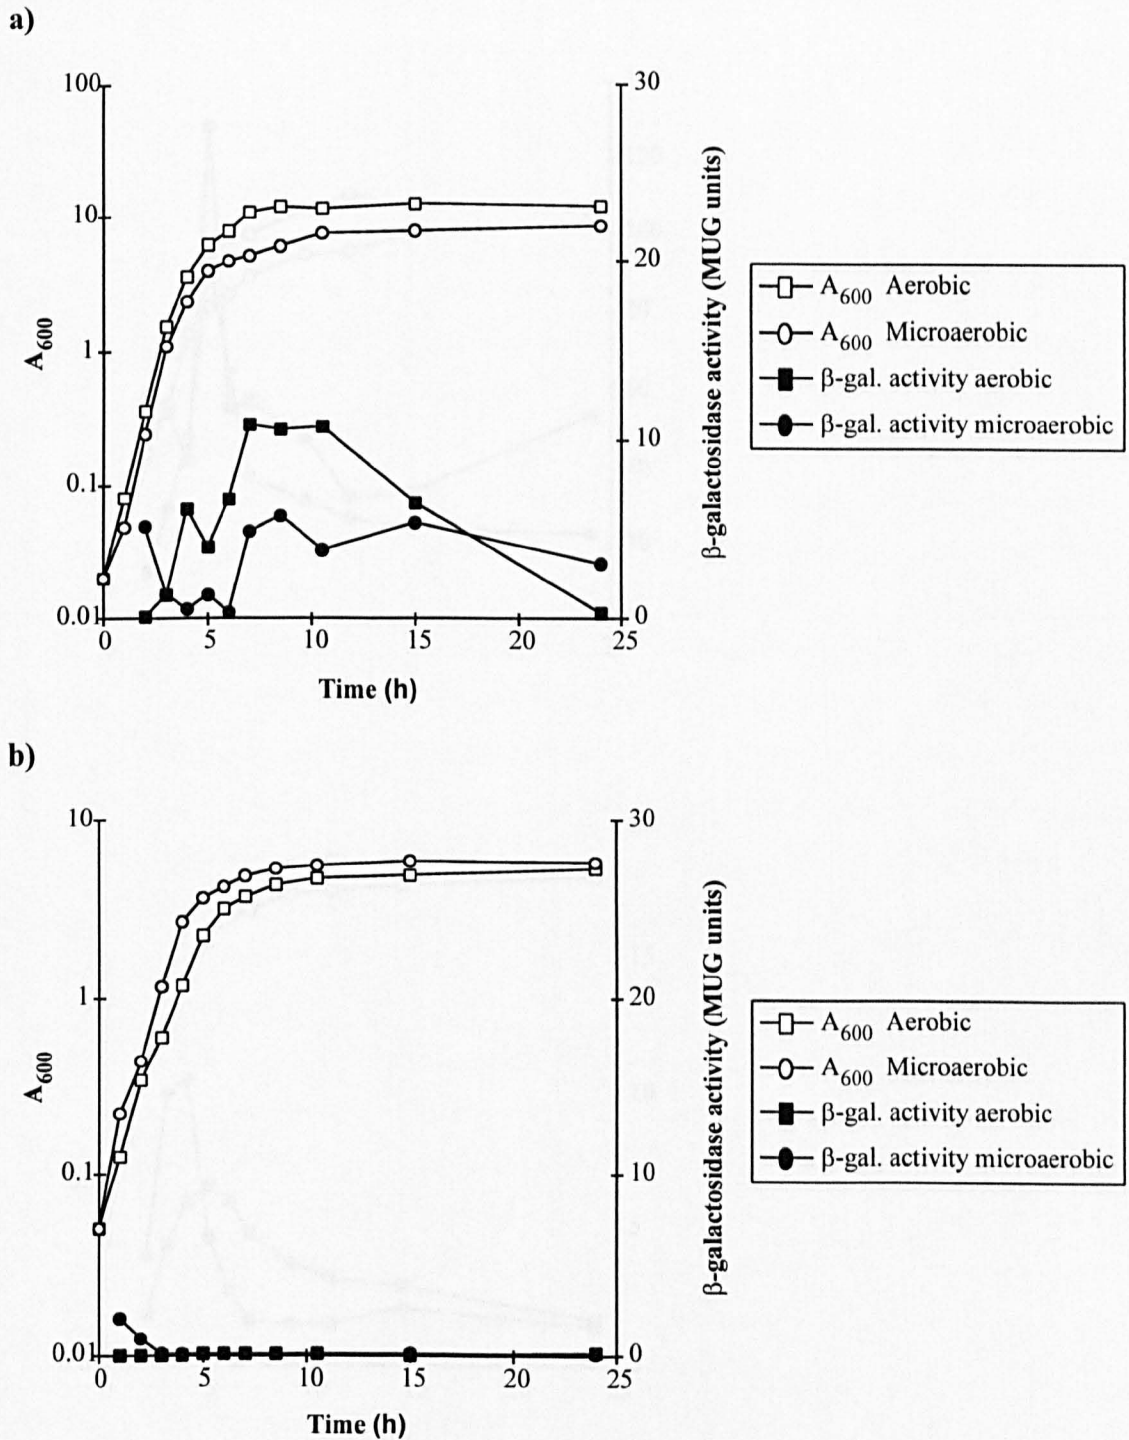 a)
100
10
1
0.1
0.01
A600
0
5
10
15
20
25
Time (h)
30
20
10
0
β-galactosidase activity (MUG units)
A600 Aerobic
A600 Microaerobic
β-gal. activity aerobic
β-gal. activity microaerobic
b)
10
1
0.1
0.01
A600
0
5
10
15
20
25
Time (h)
30
20
10
0
β-galactosidase activity (MUG units)
A600 Aerobic
A600 Microaerobic
β-gal. activity aerobic
β-gal. activity microaerobic